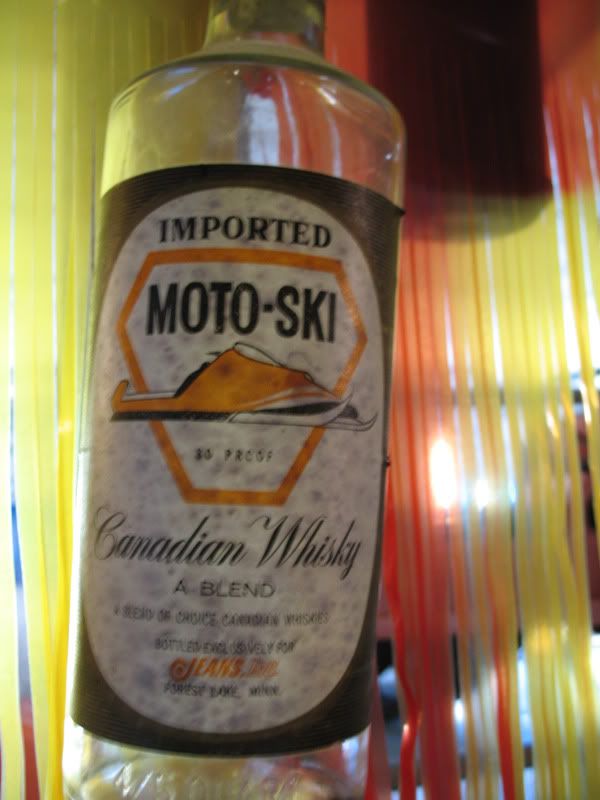 IMPORTED
MOTO-SKI
80 PROOF
Canadian Whisky
A BLEND
A BLEND OF CHOICE CANADIAN WHISKIES
BOTTLED EXCLUSIVELY FOR
JEANS,
FOREST LAKE, MINN.